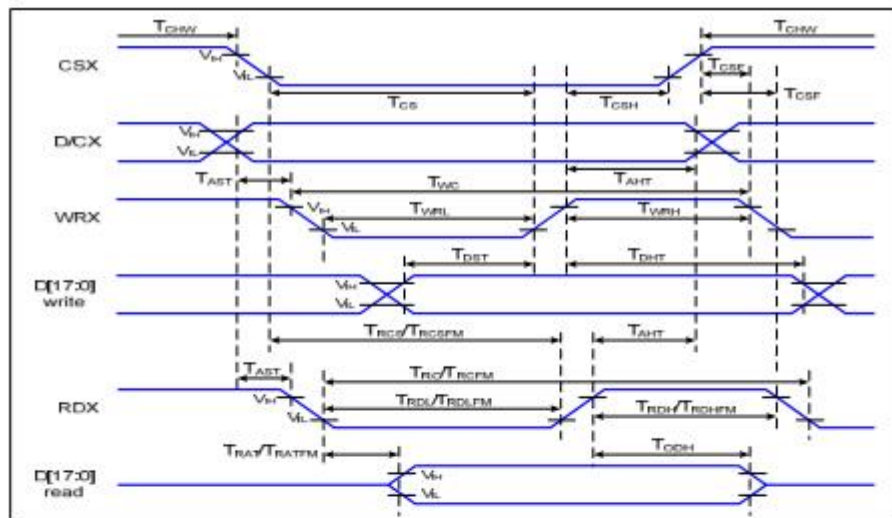 TCHW TCHW
CSX VIH VIL TCSF
TCS TCSH TCSF
D/CX VIH VIL
TAST TWC TAHT
WRX VIH VIL TWRL TWRH
TDST TDHT
D[17:0] write VIH VIL
TRCS/TRCSFM TAHT
TAST TRC/TRCFM
RDX VIH VIL TRDL/TRDLFM TRDH/TRDHFM
TRAT/TRATFM TODH
D[17:0] read VIH VIL